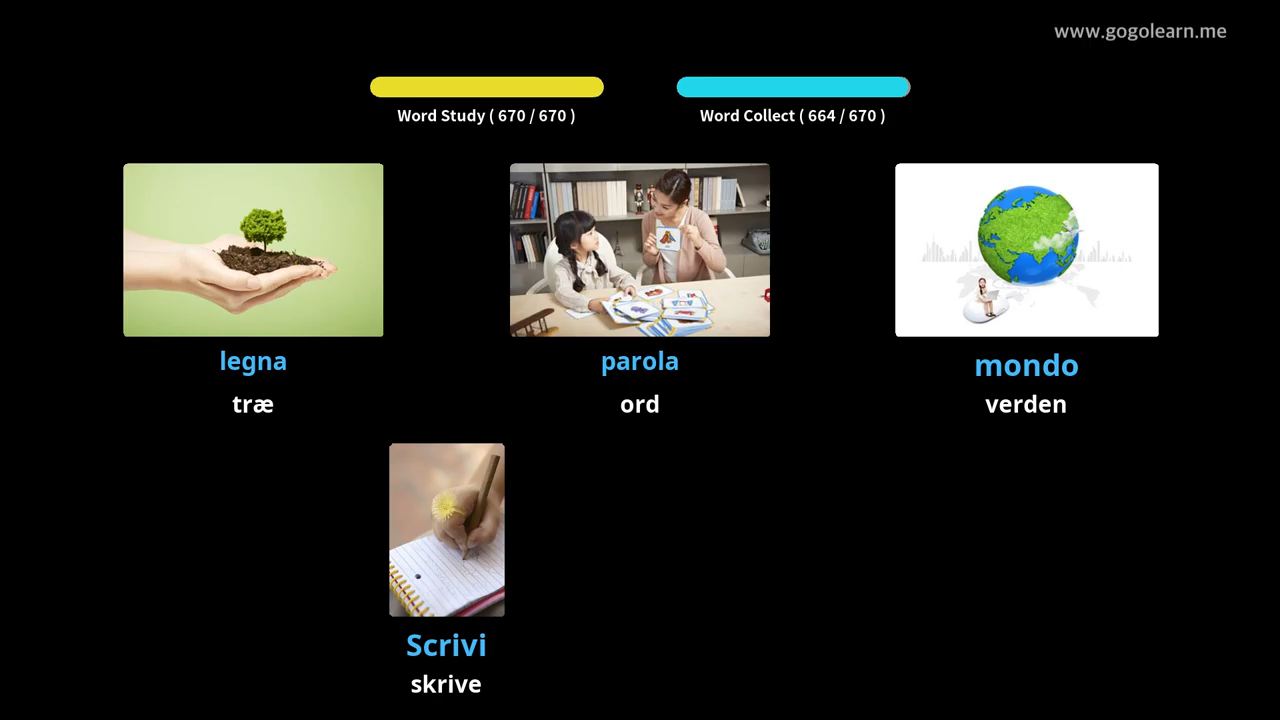 www.gogolearn.me
Word Study ( 670 / 670 )
Word Collect ( 664 / 670 )
legna
parola
mondo
træ
ord
verden
Scrivi
skrive